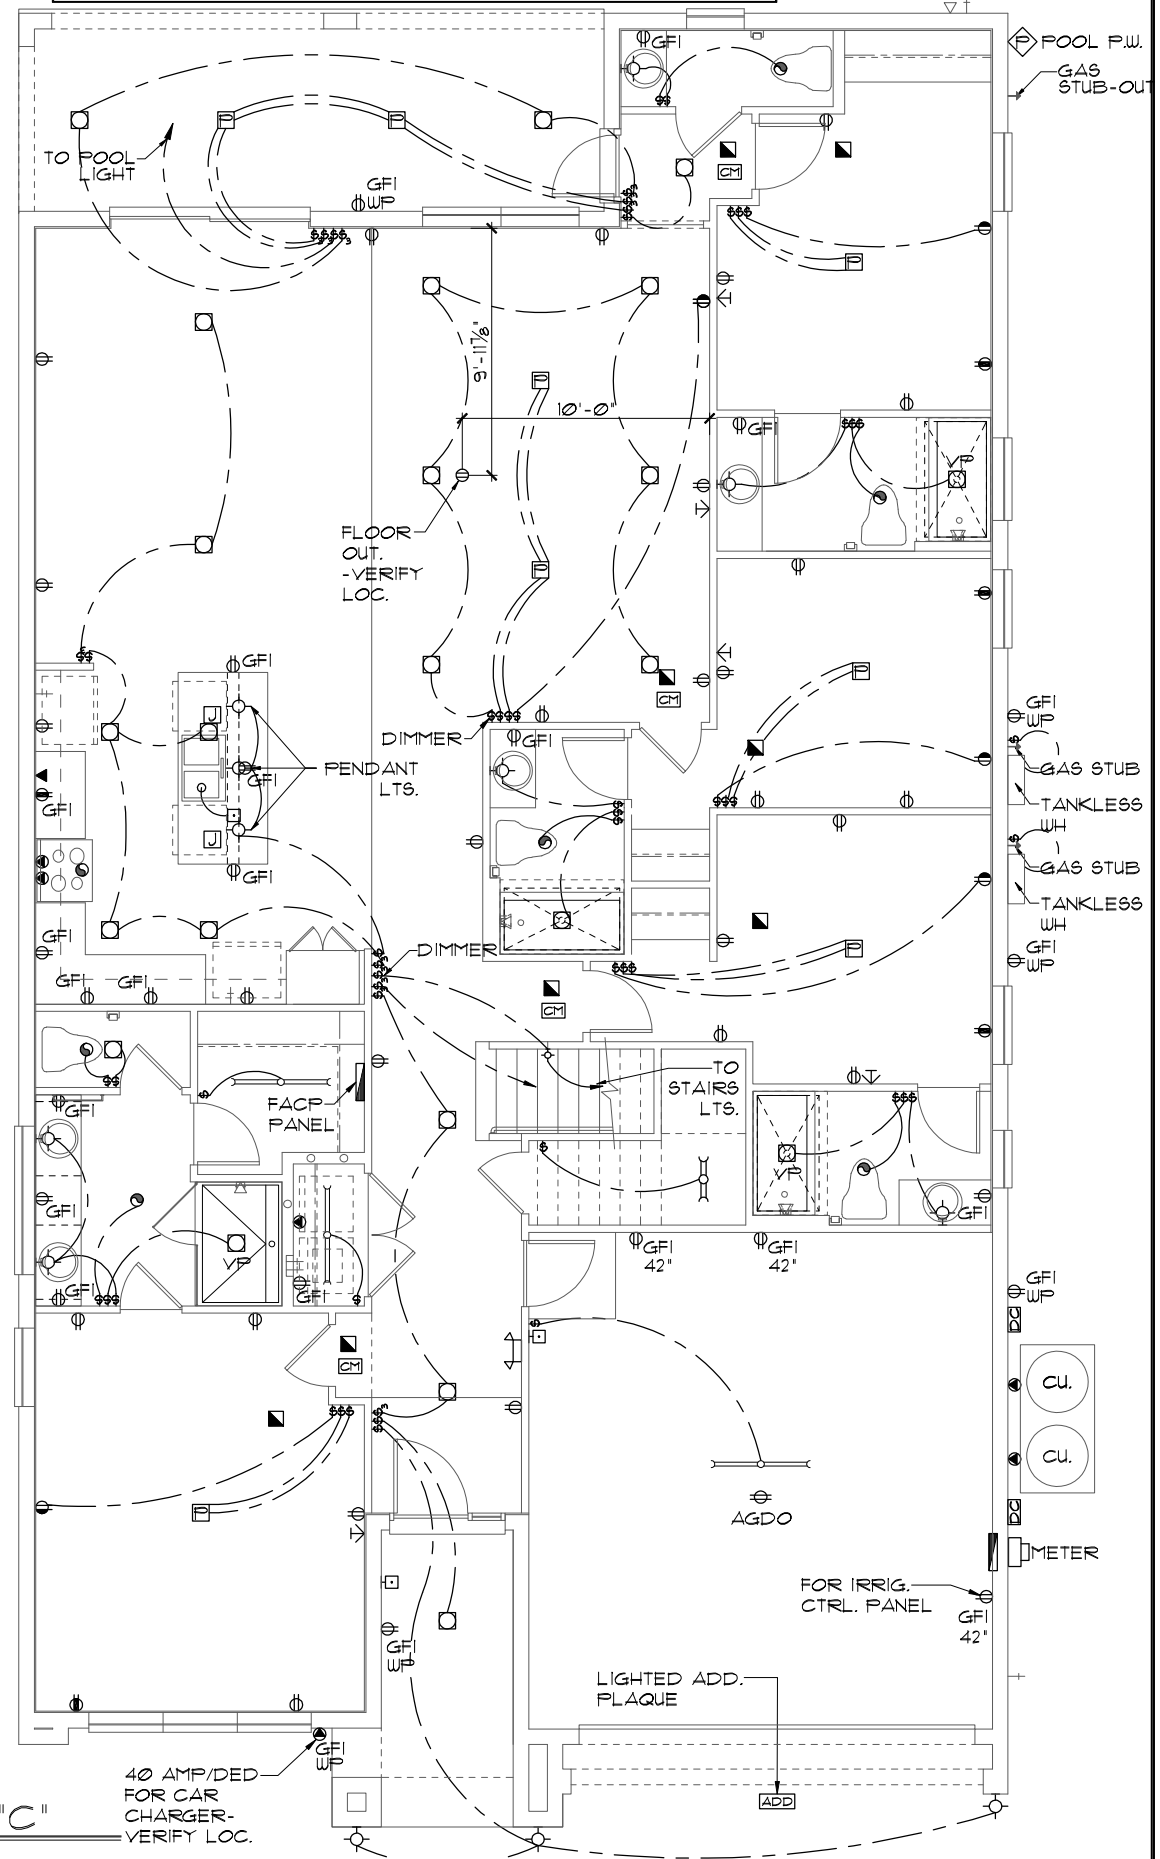 GFI
P
POOL P.W.
GAS
STUB-OUT
P
P
TO POOL
LIGHT
GFI
WP
CM
P
9'-11⅞"
P
10'-0"
GFI
VP
FLOOR
OUT.
-VERIFY
LOC.
P
GFI
P
CM
J
DIMMER
GFI
GFI
WP
PENDANT
LTS.
GFI
GAS STUB
GFI
TANKLESS
WH
J
GAS STUB
GFI
TANKLESS
WH
GFI
DIMMER
P
GFI
WP
GFI
GFI
CM
TO
STAIRS
LTS.
FACP
PANEL
GFI
VP
GFI
GFI
GFI
42"
GFI
42"
VP
GFI
GFI
GFI
WP
DC
CM
CU.
CU.
P
AGDO
DC
METER
FOR IRRIG.
CTRL. PANEL
GFI
42"
GFI
WP
LIGHTED ADD.
PLAQUE
GFI
WP
40 AMP/DED
FOR CAR
CHARGER-
VERIFY LOC.
ADD
"C"